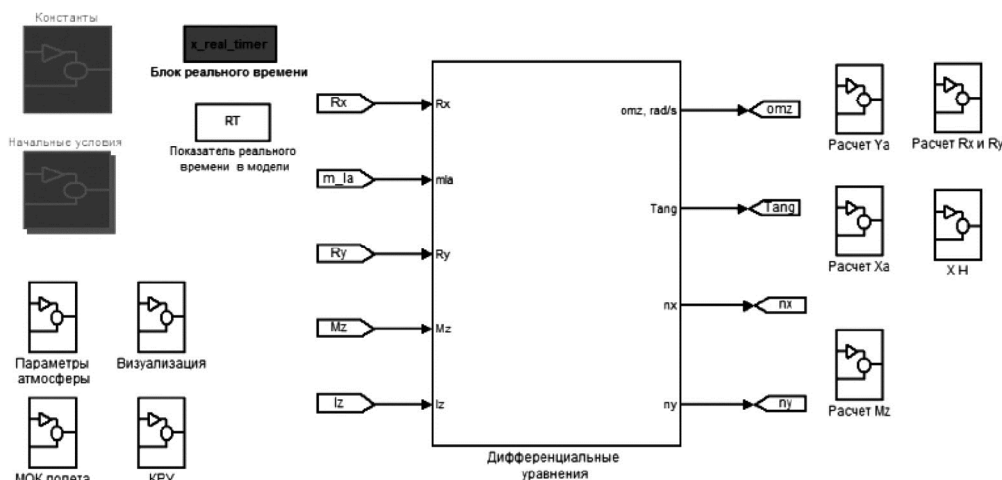 Константы
x_real_timer
Блок реального времени
RT
Показатель реального
времени в модели
Начальные условия
Параметры
атмосферы
Визуализация
МОК полета
КРУ
Rx
m_la
Ry
Mz
Iz
Rx
mla
Ry
Mz
Iz
omz, rad/s
Tang
nx
ny
Дифференциальные
уравнения
omz
Tang
nx
ny
Расчет Ya
Расчет Rx и Ry
Расчет Xa
X H
Расчет Mz